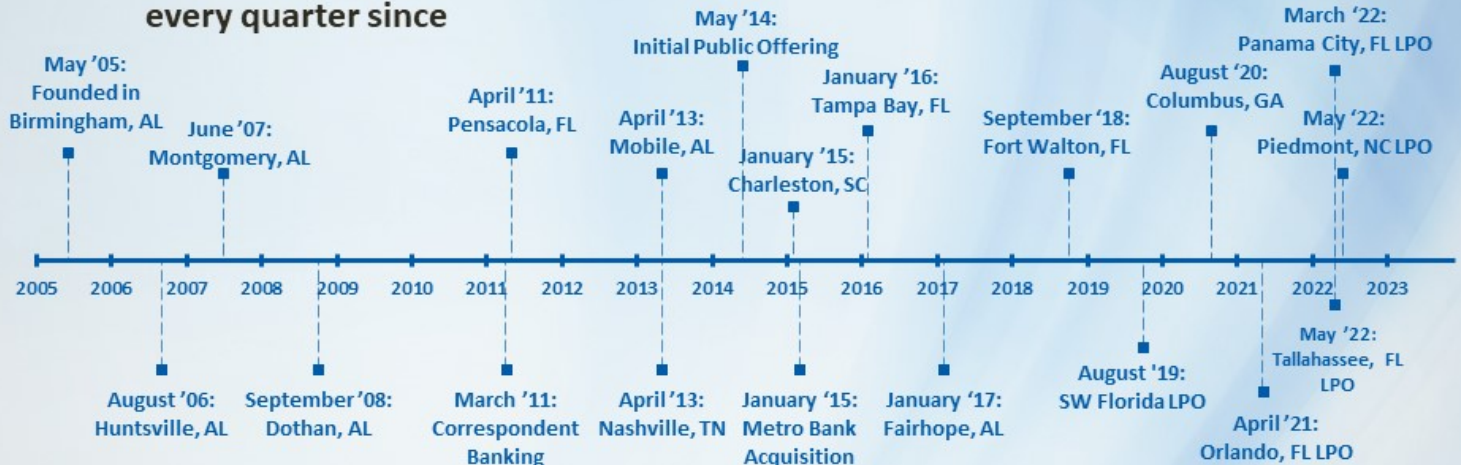 every quarter since
May ’05:
Founded in
Birmingham, AL
June ’07:
Montgomery, AL
April ’11:
Pensacola, FL
April ’13:
Mobile, AL
May ’14:
Initial Public Offering
January ’15:
Charleston, SC
January ’16:
Tampa Bay, FL
September ‘18:
Fort Walton, FL
August ‘20:
Columbus, GA
March ‘22:
Panama City, FL LPO
May ‘22:
Piedmont, NC LPO
2005 2006 2007 2008 2009 2010 2011 2012 2013 2014 2015 2016 2017 2018 2019 2020 2021 2022 2023
August ’06:
Huntsville, AL
September ’08:
Dothan, AL
March ’11:
Correspondent
Banking
April ’13:
Nashville, TN
January ’15:
Metro Bank
Acquisition
January ‘17:
Fairhope, AL
August '19:
SW Florida LPO
April ’21:
Orlando, FL LPO
May ’22:
Tallahassee, FL
LPO